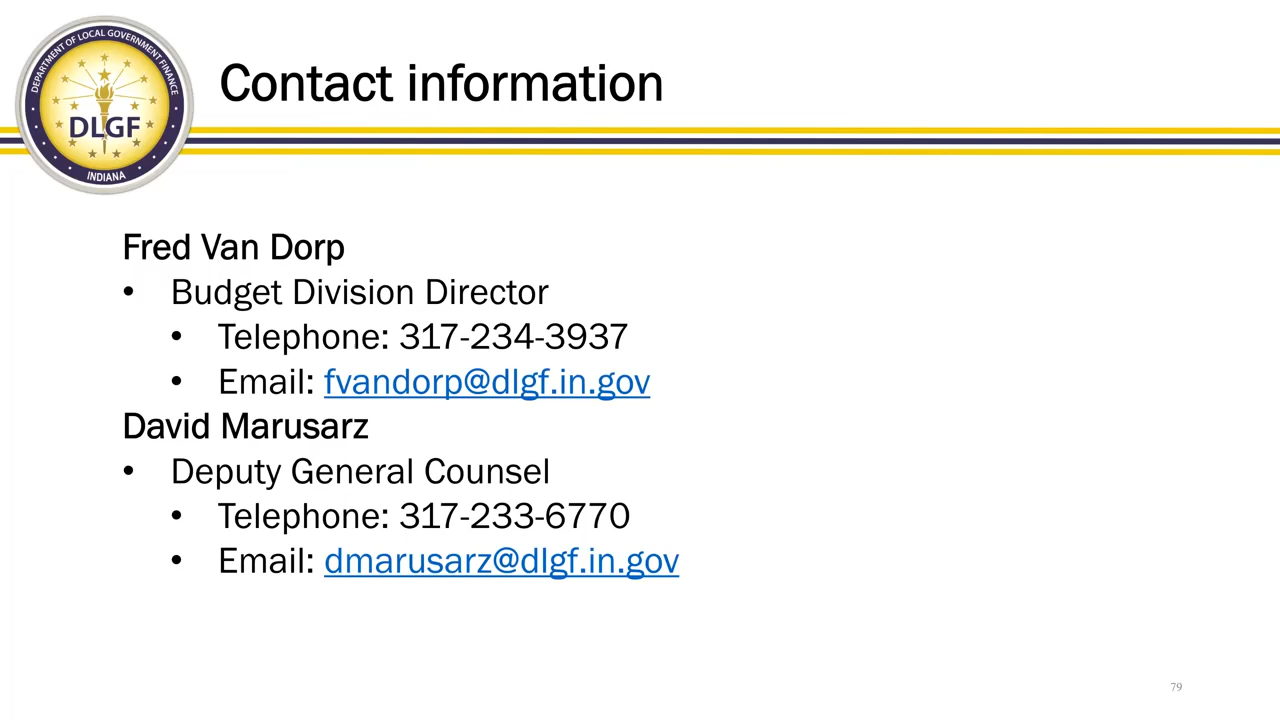 DEPARTMENT OF LOCAL GOVERNMENT FINANCE
DLGF
INDIANA
Contact information
Fred Van Dorp
• Budget Division Director
• Telephone: 317-234-3937
• Email: fvandorp@dlgf.in.gov
David Marusarz
• Deputy General Counsel
• Telephone: 317-233-6770
• Email: dmarusarz@dlgf.in.gov
79